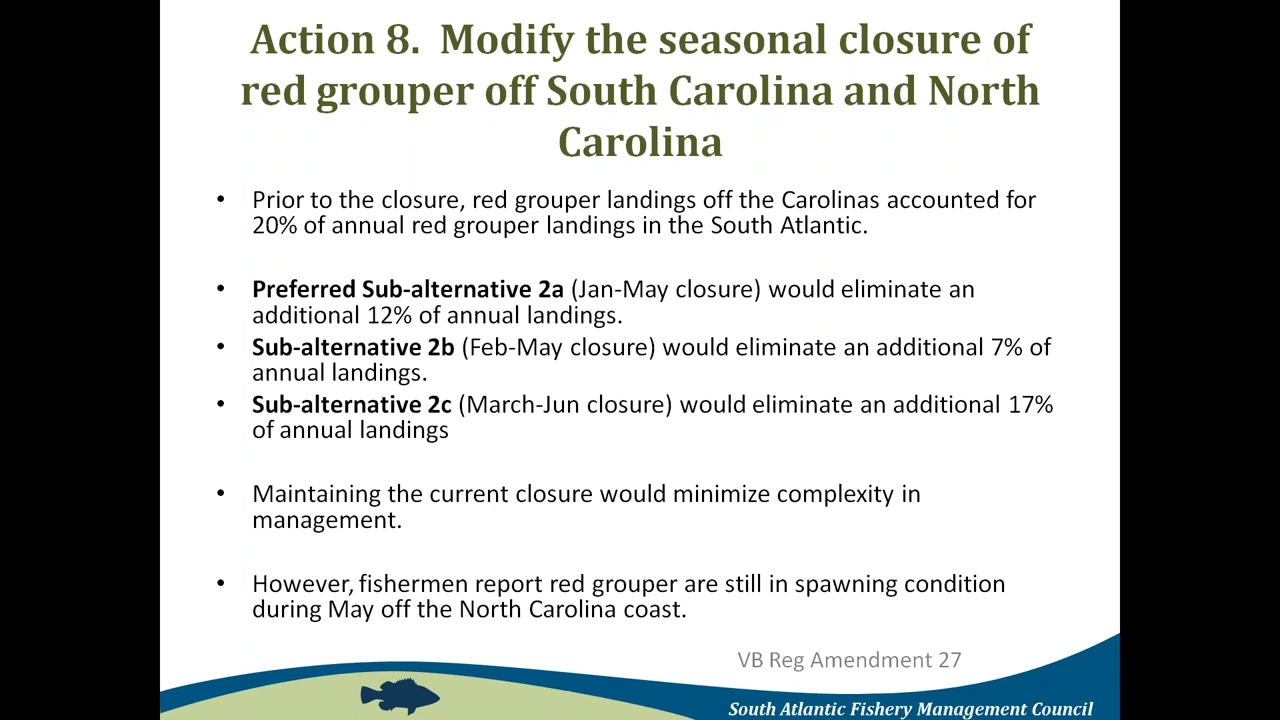 Action 8. Modify the seasonal closure of
red grouper off South Carolina and North
Carolina
• Prior to the closure, red grouper landings off the Carolinas accounted for
20% of annual red grouper landings in the South Atlantic.
• Preferred Sub-alternative 2a (Jan-May closure) would eliminate an
additional 12% of annual landings.
• Sub-alternative 2b (Feb-May closure) would eliminate an additional 7% of
annual landings.
• Sub-alternative 2c (March-Jun closure) would eliminate an additional 17%
of annual landings
• Maintaining the current closure would minimize complexity in
management.
• However, fishermen report red grouper are still in spawning condition
during May off the North Carolina coast.
VB Reg Amendment 27
South Atlantic Fishery Management Council